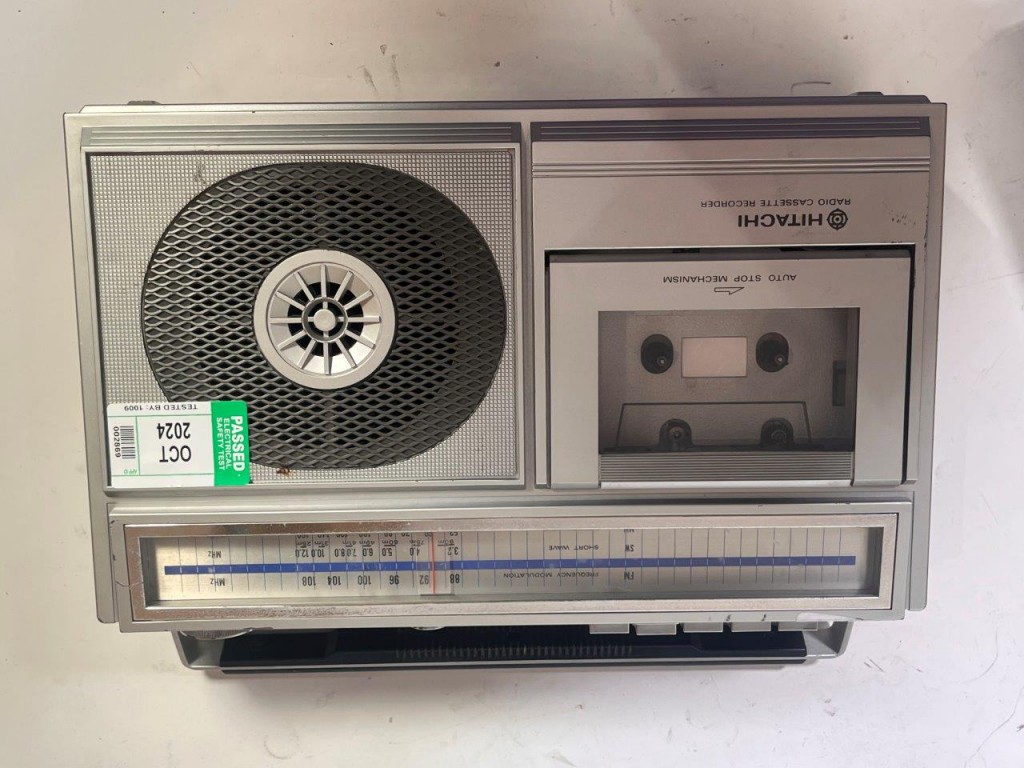 FM FREQUENCY MODULATION 88 92 96 100 104 108 MHz
SW SHORT WAVE 3.2 4.0 5.0 6.0 7.0 8.0 10.0 12.0 MHz
AUTO STOP MECHANISM
HITACHI
RADIO CASSETTE RECORDER
PASSED
ELECTRICAL
SAFETY TEST
OCT
2024
TESTED BY: 1009
002869